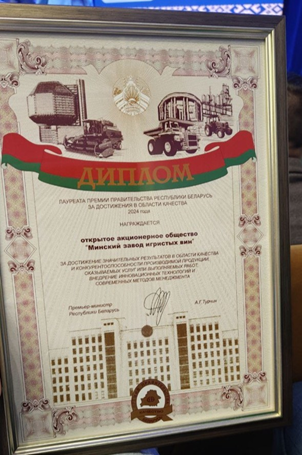 ДИПЛОМ
ЛАУРЕАТА ПРЕМИИ ПРАВИТЕЛЬСТВА РЕСПУБЛИКИ БЕЛАРУСЬ
ЗА ДОСТИЖЕНИЯ В ОБЛАСТИ КАЧЕСТВА
2024 года
НАГРАЖДАЕТСЯ
открытое акционерное общество
"Минский завод игристых вин"
ЗА ДОСТИЖЕНИЕ ЗНАЧИТЕЛЬНЫХ РЕЗУЛЬТАТОВ В ОБЛАСТИ КАЧЕСТВА
И КОНКУРЕНТОСПОСОБНОСТИ ПРОИЗВОДИМОЙ ПРОДУКЦИИ,
ОКАЗЫВАЕМЫХ УСЛУГ ИЛИ ВЫПОЛНЯЕМЫХ РАБОТ,
ВНЕДРЕНИЕ ИННОВАЦИОННЫХ ТЕХНОЛОГИЙ И
СОВРЕМЕННЫХ МЕТОДОВ МЕНЕДЖМЕНТА
Премьер-министр
Республики Беларусь
А.Г.Турчин